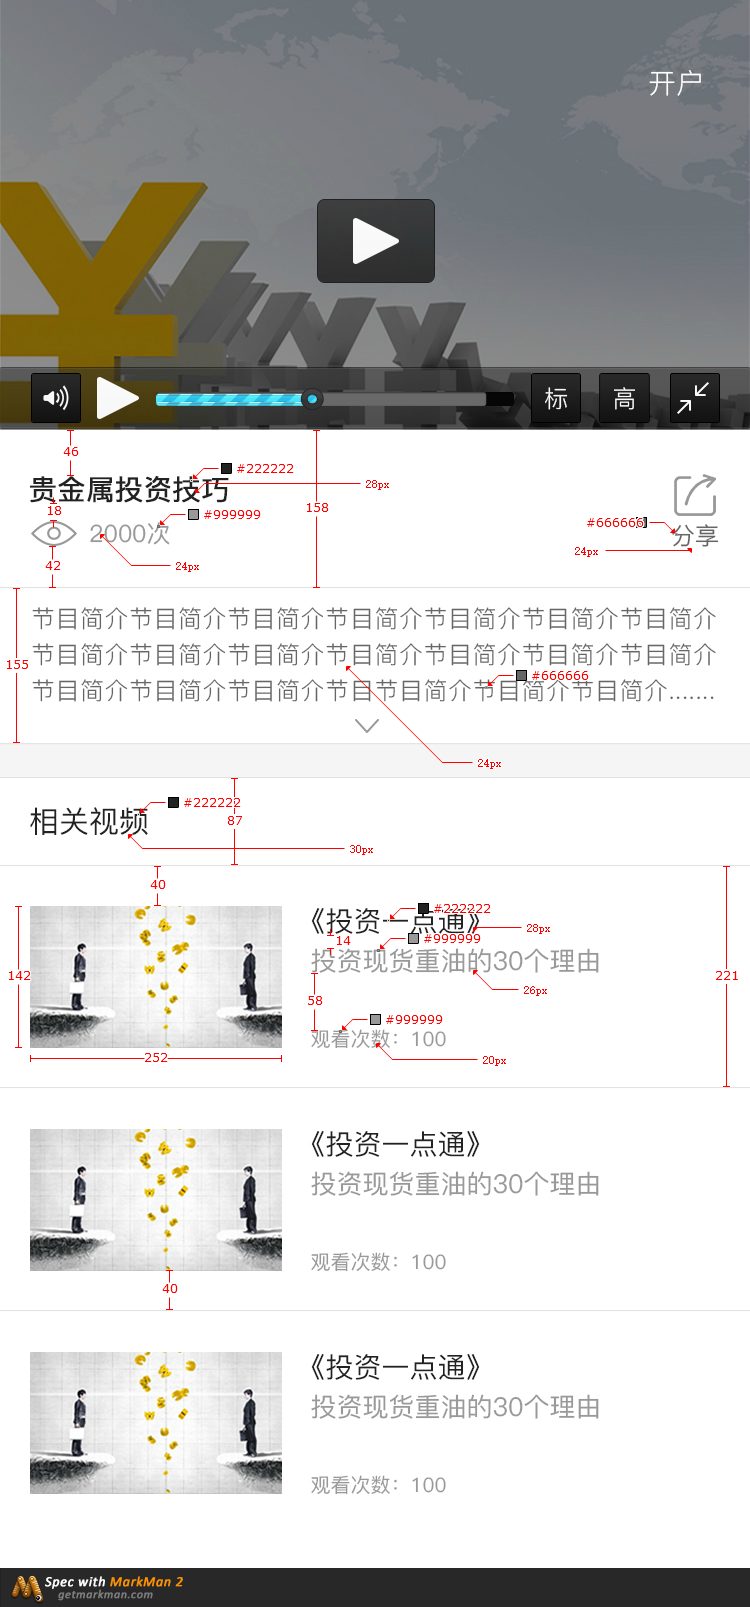 开户
标 高
46
#222222
贵金属投资技巧
28px
18
#999999
158
#666666
2000次
分享
24px
42
24px
节目简介节目简介节目简介节目简介节目简介节目简介节目简介
155
节目简介节目简介节目简介节目简介节目简介节目简介节目简介
#666666
节目简介节目简介节目简介节目节目简介节目简介节目简介.......
24px
#222222
相关视频
87
30px
40
#222222
《投资一点通》
28px
14
#999999
投资现货重油的30个理由
142
221
26px
58
#999999
观看次数：100
252
20px
《投资一点通》
投资现货重油的30个理由
观看次数：100
40
《投资一点通》
投资现货重油的30个理由
观看次数：100
Spec with MarkMan 2
getmarkman.com